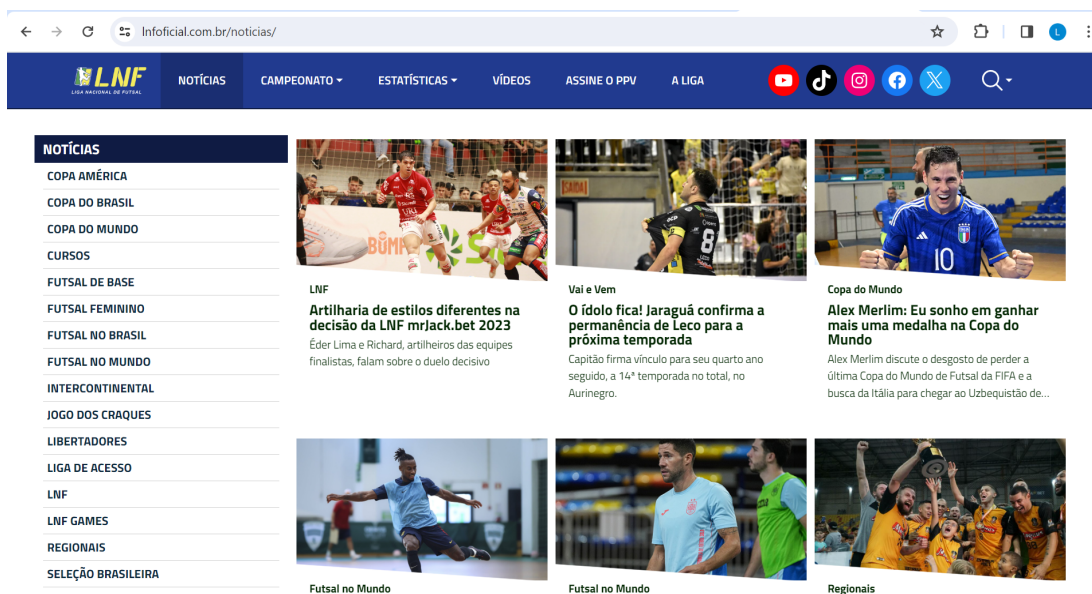 lnfoficial.com.br/noticias/
L
LNF
LIGA NACIONAL DE FUTSAL
NOTÍCIAS
CAMPEONATO
ESTATÍSTICAS
VÍDEOS
ASSINE O PPV
A LIGA
NOTÍCIAS
COPA AMÉRICA
COPA DO BRASIL
COPA DO MUNDO
CURSOS
FUTSAL DE BASE
FUTSAL FEMININO
FUTSAL NO BRASIL
FUTSAL NO MUNDO
INTERCONTINENTAL
JOGO DOS CRAQUES
LIBERTADORES
LIGA DE ACESSO
LNF
LNF GAMES
REGIONAIS
SELEÇÃO BRASILEIRA
URI
BÜMP
LNF
Artilharia de estilos diferentes na
decisão da LNF mrJack.bet 2023
Éder Lima e Richard, artilheiros das equipes
finalistas, falam sobre o duelo decisivo
SAÍDA
8
Vai e Vem
O ídolo fica! Jaraguá confirma a
permanência de Leco para a
próxima temporada
Capitão firma vínculo para seu quarto ano
seguido, a 14ª temporada no total, no
Aurinegro.
10
Copa do Mundo
Alex Merlim: Eu sonho em ganhar
mais uma medalha na Copa do
Mundo
Alex Merlim discute o desgosto de perder a
última Copa do Mundo de Futsal da FIFA e a
busca da Itália para chegar ao Uzbequistão de...
Futsal no Mundo
Futsal no Mundo
Regionais